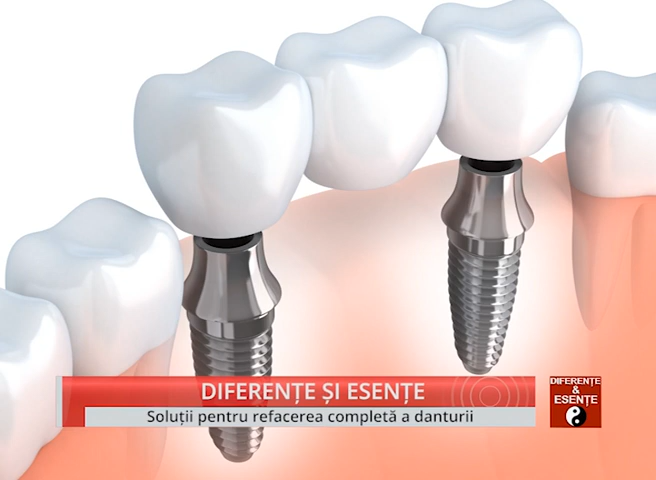 DIFERENȚE ȘI ESENȚE
Soluții pentru refacerea completă a danturii
DIFERENȚE
&
ESENȚE